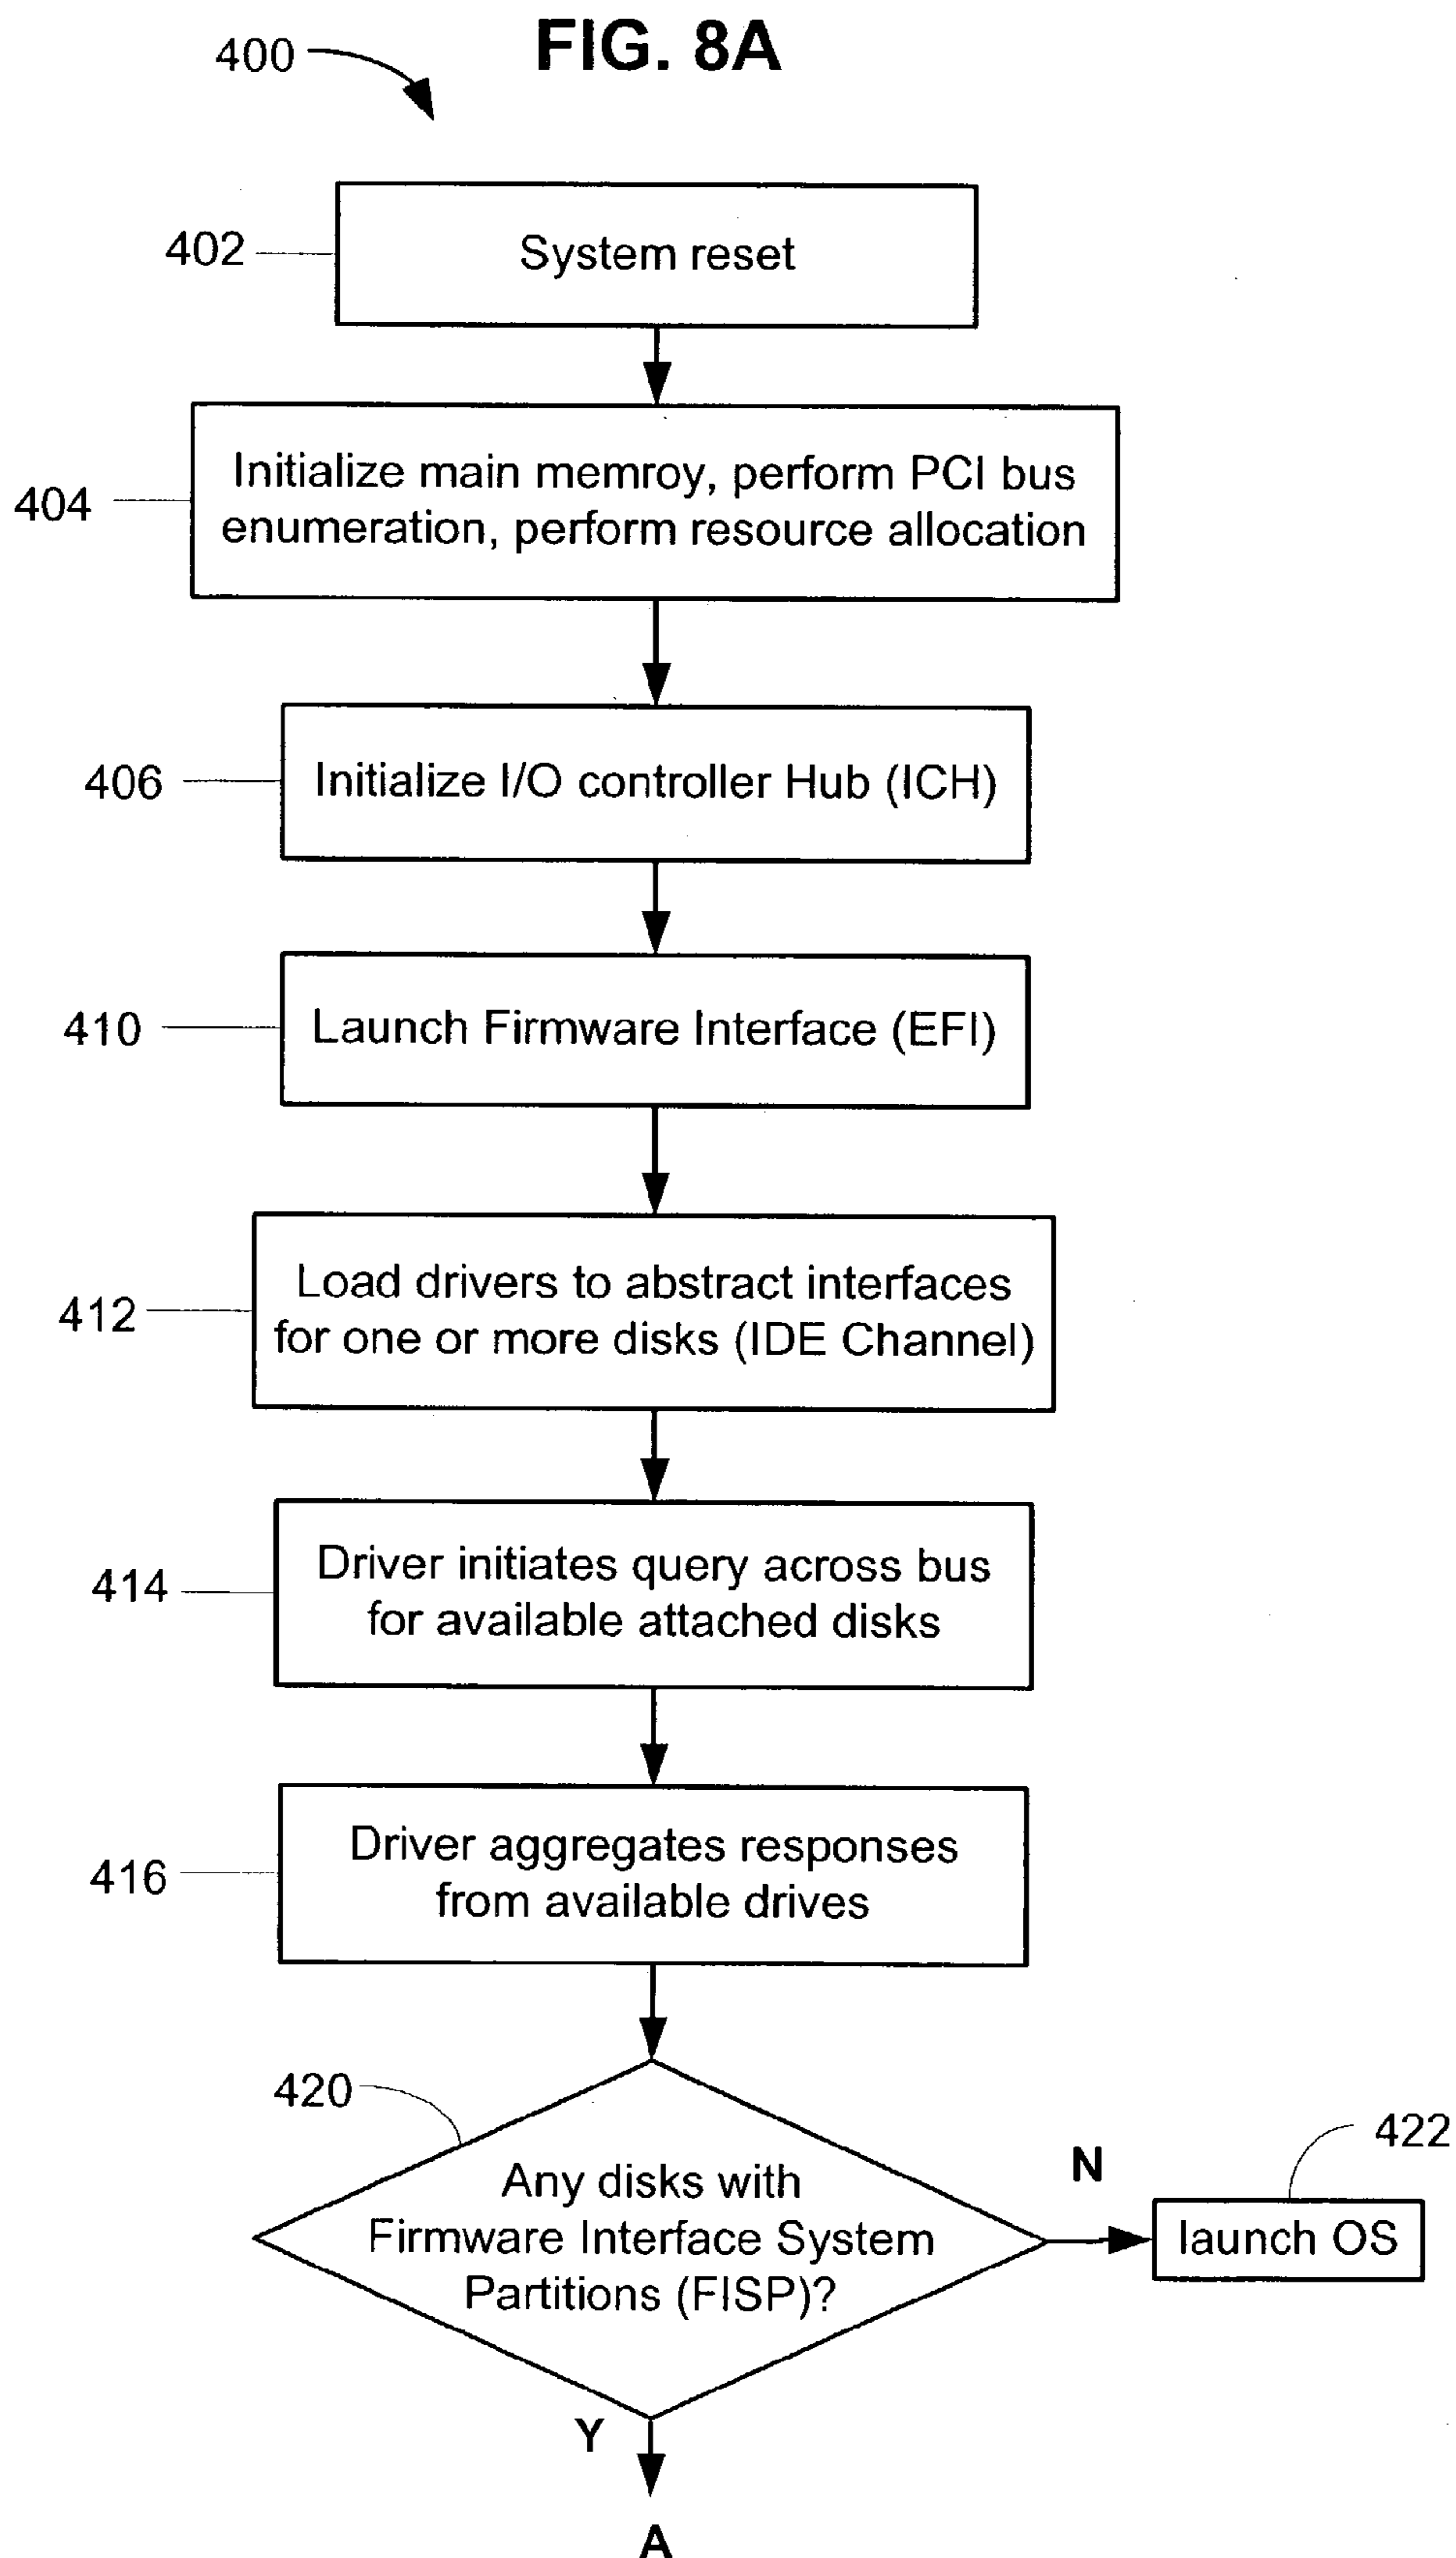 FIG. 8A
400
402
System reset
404
Initialize main memroy, perform PCI bus
enumeration, perform resource allocation
406
Initialize I/O controller Hub (ICH)
410
Launch Firmware Interface (EFI)
412
Load drivers to abstract interfaces
for one or more disks (IDE Channel)
414
Driver initiates query across bus
for available attached disks
416
Driver aggregates responses
from available drives
420
Any disks with
Firmware Interface System
Partitions (FISP)?
N
422
launch OS
Y
A